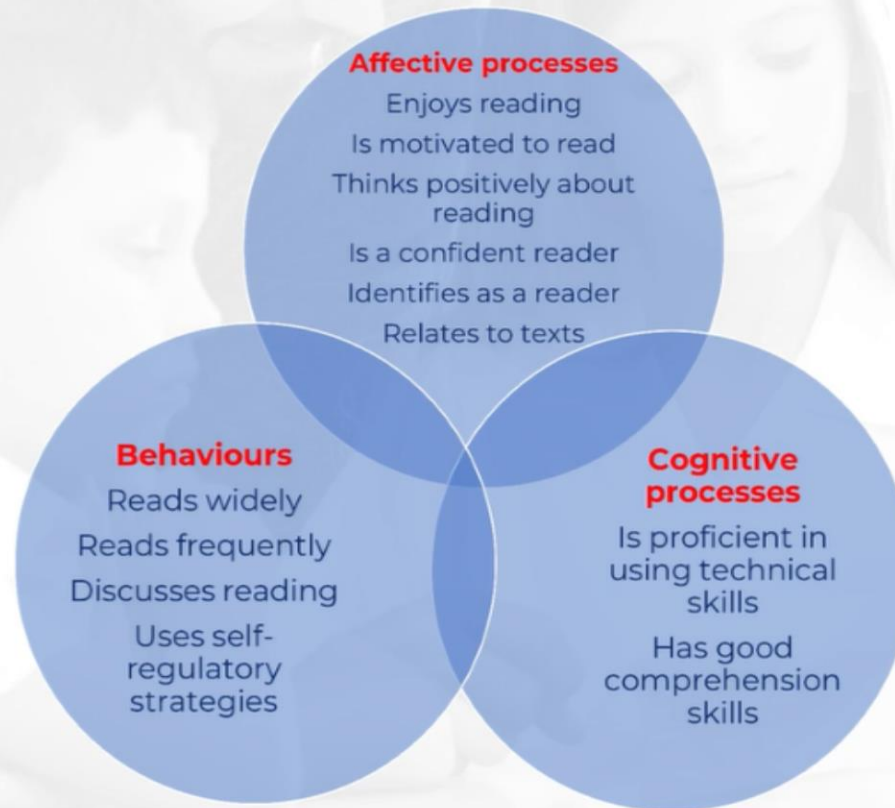 Affective processes
Enjoys reading
Is motivated to read
Thinks positively about
reading
Is a confident reader
Identifies as a reader
Relates to texts
Behaviours
Reads widely
Reads frequently
Discusses reading
Uses self-
regulatory
strategies
Cognitive
processes
Is proficient in
using technical
skills
Has good
comprehension
skills